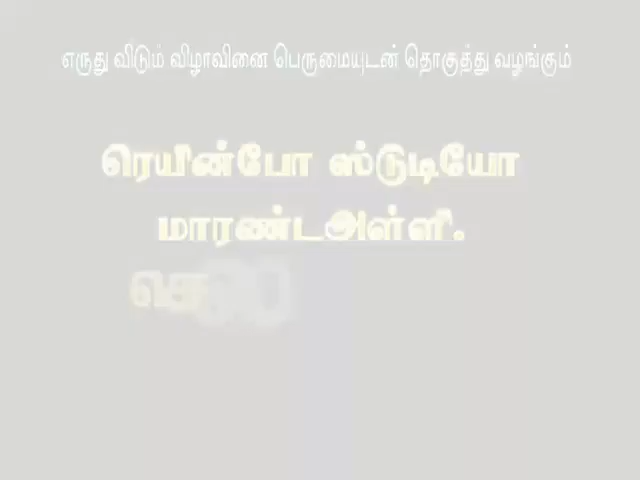 எருது விடும் விழாவினை பெருமையுடன் தொகுத்து வழங்கும்
ரெயின்போ ஸ்டுடியோ
மாரண்டஅள்ளி.